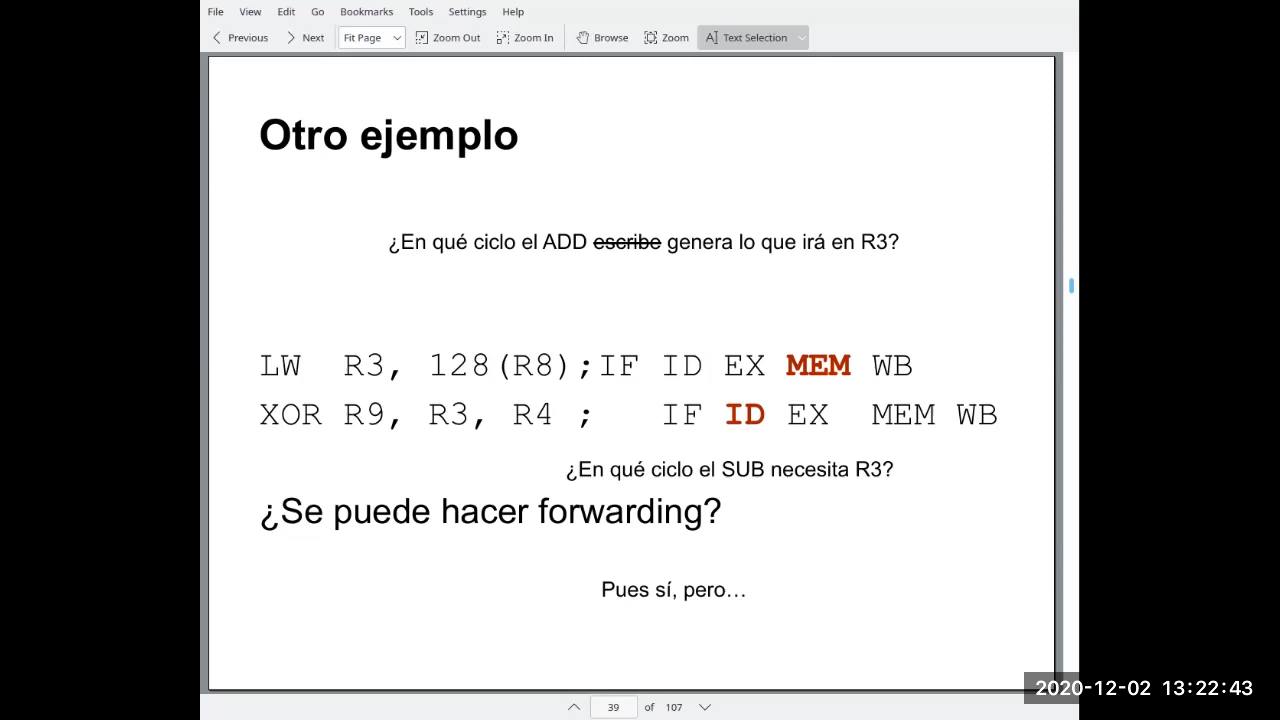 File View Edit Go Bookmarks Tools Settings Help
Previous Next Fit Page Zoom Out Zoom In Browse Zoom Text Selection
Otro ejemplo
¿En qué ciclo el ADD escribe genera lo que irá en R3?
LW R3, 128(R8);IF ID EX MEM WB
XOR R9, R3, R4 ; IF ID EX MEM WB
¿En qué ciclo el SUB necesita R3?
¿Se puede hacer forwarding?
Pues sí, pero…
2020-12-02 13:22:43
39 of 107